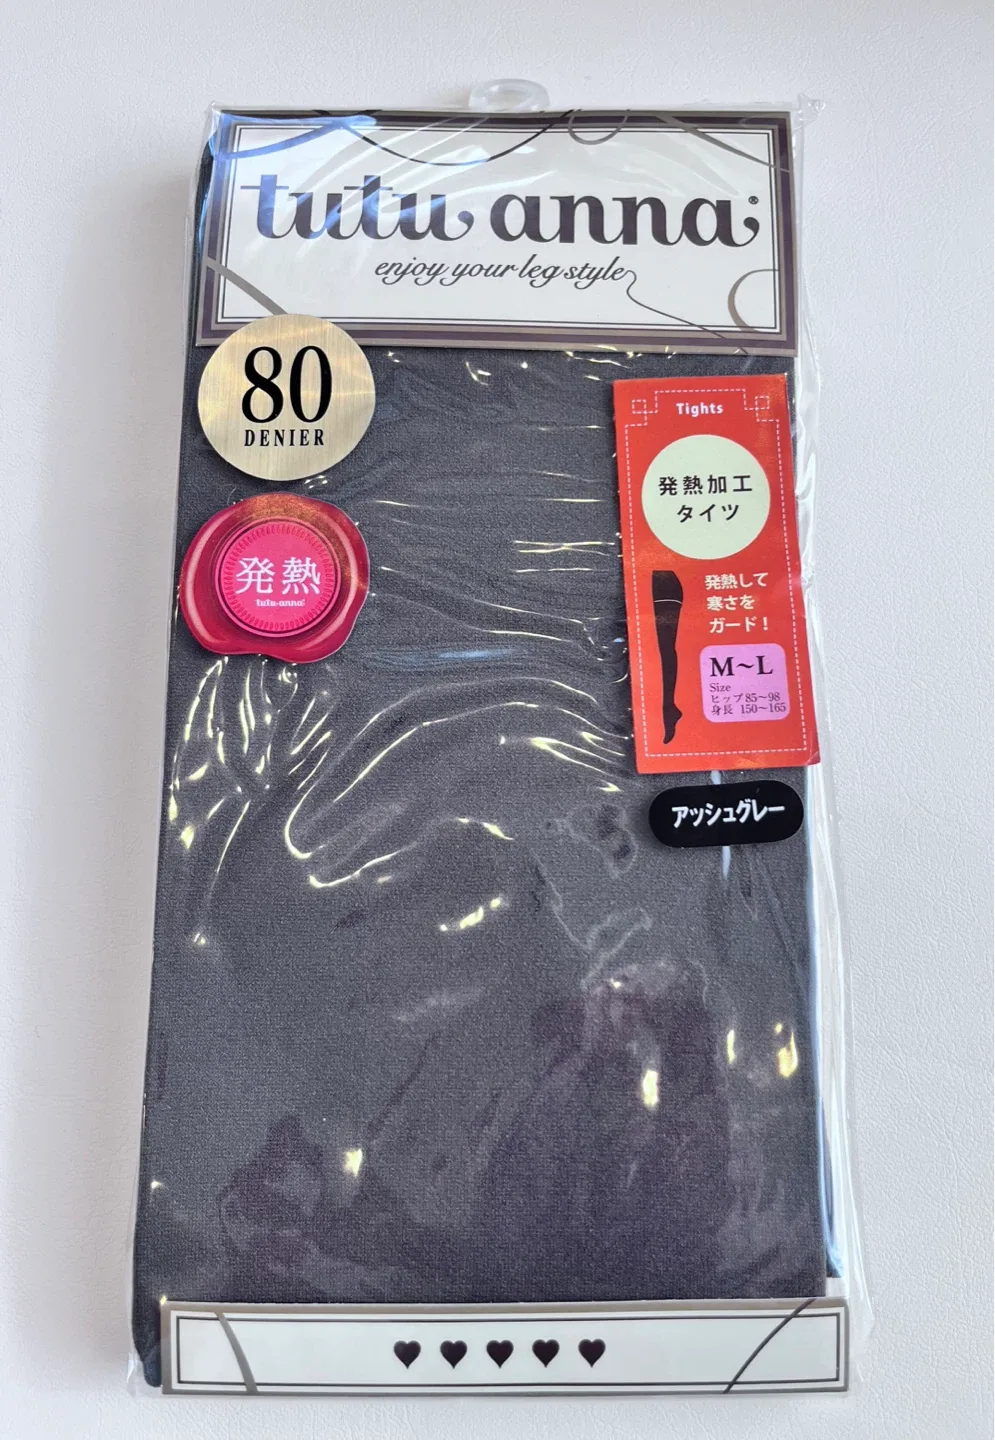 tutu anna®
enjoy your leg style
80
DENIER
発熱
tutu-anna®
Tights
発熱加工
タイツ
発熱して
寒さを
ガード!
M~L
Size
ヒップ85~98
身長 150~165
アッシュグレー
♥ ♥ ♥ ♥ ♥